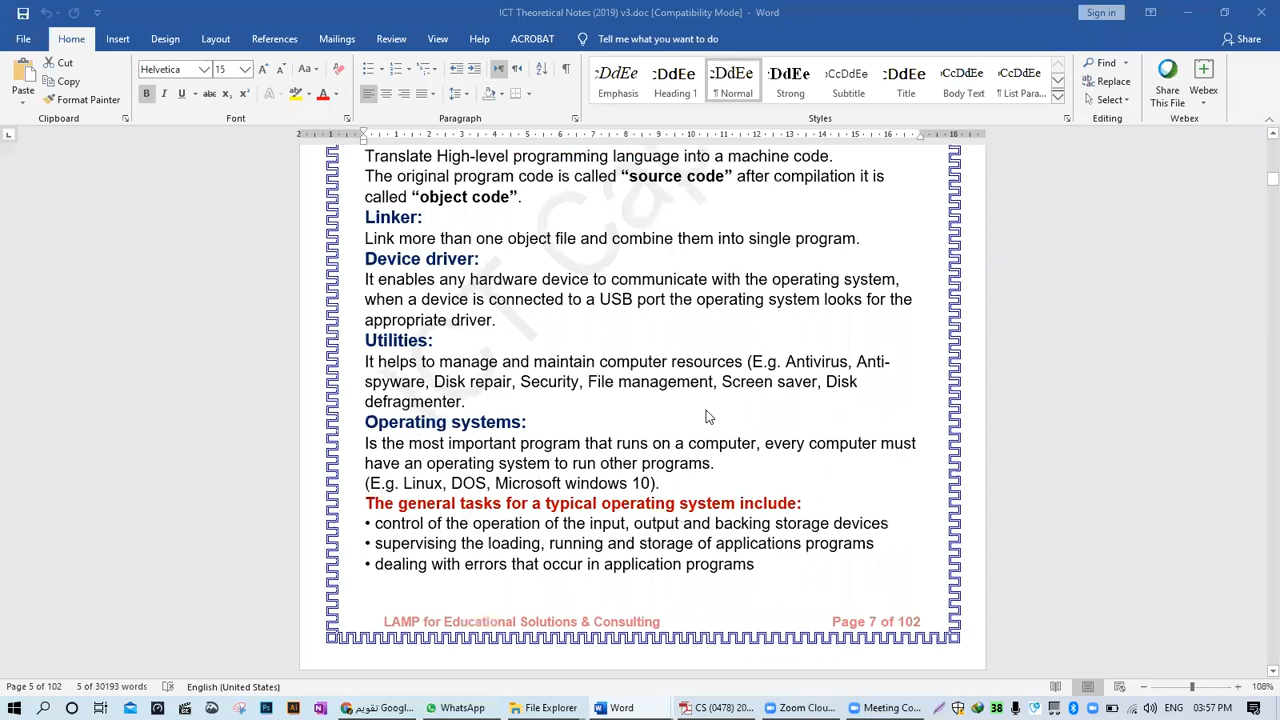 ICT Theoretical Notes (2019) v3.doc [Compatibility Mode] - Word
Sign in
File Home Insert Design Layout References Mailings Review View Help ACROBAT Tell me what you want to do Share
Paste
Cut
Copy
Format Painter
Helvetica 15
Emphasis Heading 1 ¶ Normal Strong Subtitle Title Body Text ¶ List Para...
Find
Replace
Select
Share This File
Webex
Clipboard Font Paragraph Styles Editing Webex
Translate High-level programming language into a machine code.
The original program code is called “source code” after compilation it is
called “object code”.
Linker:
Link more than one object file and combine them into single program.
Device driver:
It enables any hardware device to communicate with the operating system,
when a device is connected to a USB port the operating system looks for the
appropriate driver.
Utilities:
It helps to manage and maintain computer resources (E.g. Antivirus, Anti-
spyware, Disk repair, Security, File management, Screen saver, Disk
defragmenter.
Operating systems:
Is the most important program that runs on a computer, every computer must
have an operating system to run other programs.
(E.g. Linux, DOS, Microsoft windows 10).
The general tasks for a typical operating system include:
• control of the operation of the input, output and backing storage devices
• supervising the loading, running and storage of applications programs
• dealing with errors that occur in application programs
LAMP for Educational Solutions & Consulting Page 7 of 102
Page 5 of 102 5 of 30193 words English (United States) 108%
تقويم Googl... WhatsApp File Explorer Word CS (0478) 20... Zoom Clou... Meeting Co... 38 03:57 PM